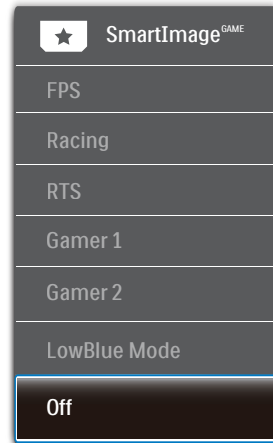 SmartImage GAME
FPS
Racing
RTS
Gamer 1
Gamer 2
LowBlue Mode
Off